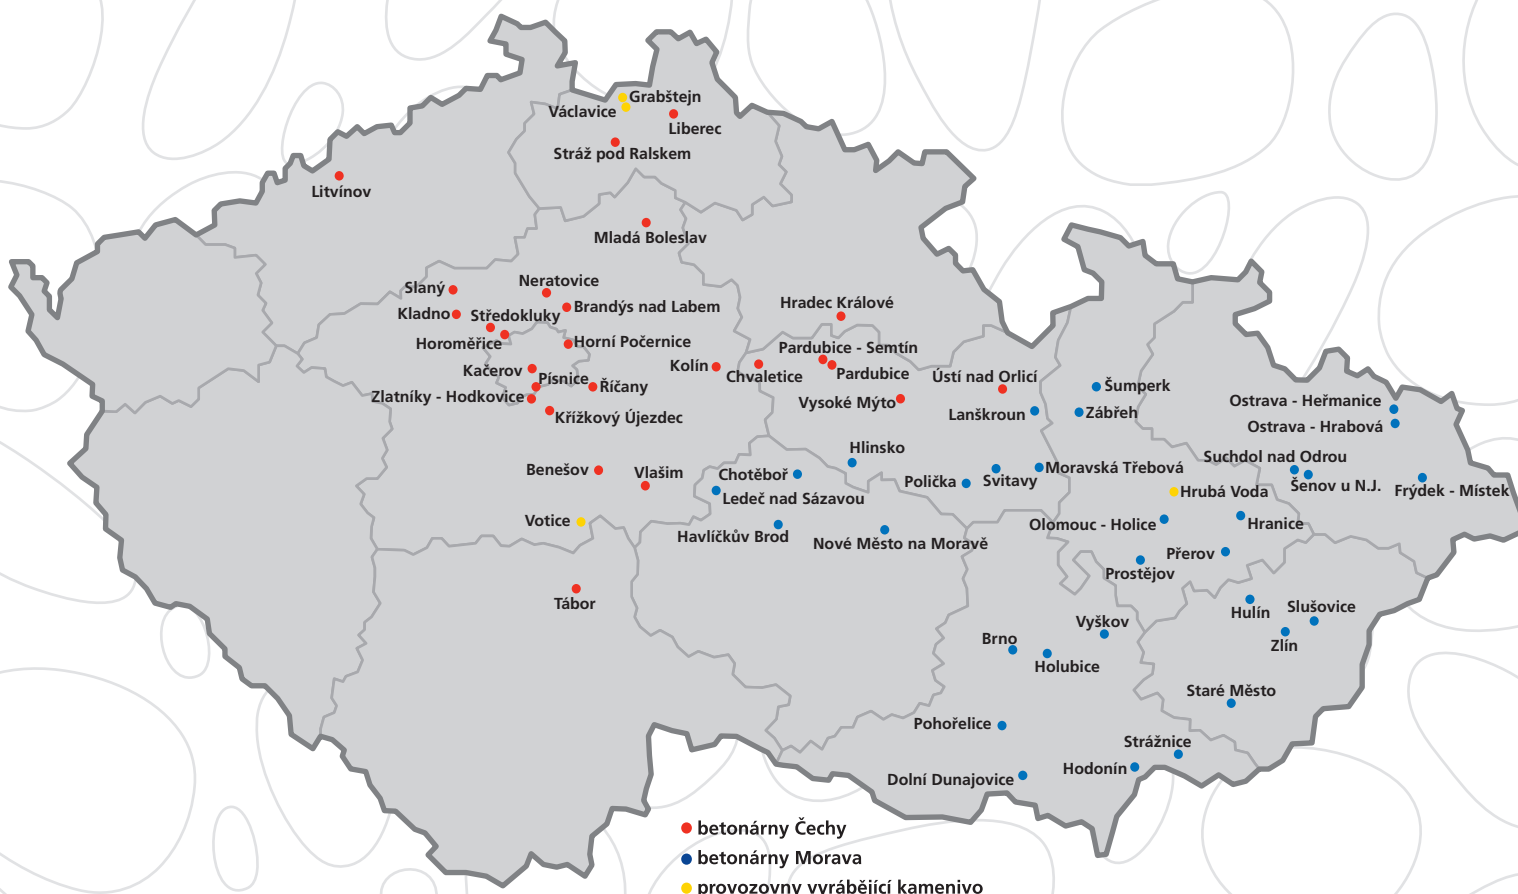 Grabštejn
Václavice
Liberec
Stráž pod Ralskem
Litvínov
Mladá Boleslav
Neratovice
Slaný
Brandýs nad Labem
Hradec Králové
Kladno
Středokluky
Horoměřice
Horní Počernice
Pardubice - Semtín
Kolín
Kačerov
Chvaletice
Pardubice
Písnice
Ústí nad Orlicí
Říčany
Šumperk
Zlatníky - Hodkovice
Vysoké Mýto
Ostrava - Heřmanice
Lanškroun
Zábřeh
Křížkový Újezdec
Ostrava - Hrabová
Hlinsko
Suchdol nad Odrou
Benešov
Vlašim
Chotěboř
Moravská Třebová
Polička
Svitavy
Šenov u N.J.
Hrubá Voda
Frýdek - Místek
Ledeč nad Sázavou
Votice
Olomouc - Holice
Hranice
Havlíčkův Brod
Nové Město na Moravě
Přerov
Prostějov
Tábor
Slušovice
Hulín
Vyškov
Brno
Zlín
Holubice
Staré Město
Pohořelice
Strážnice
Hodonín
Dolní Dunajovice
betonárny Čechy
betonárny Morava
provozovny vyrábějící kamenivo